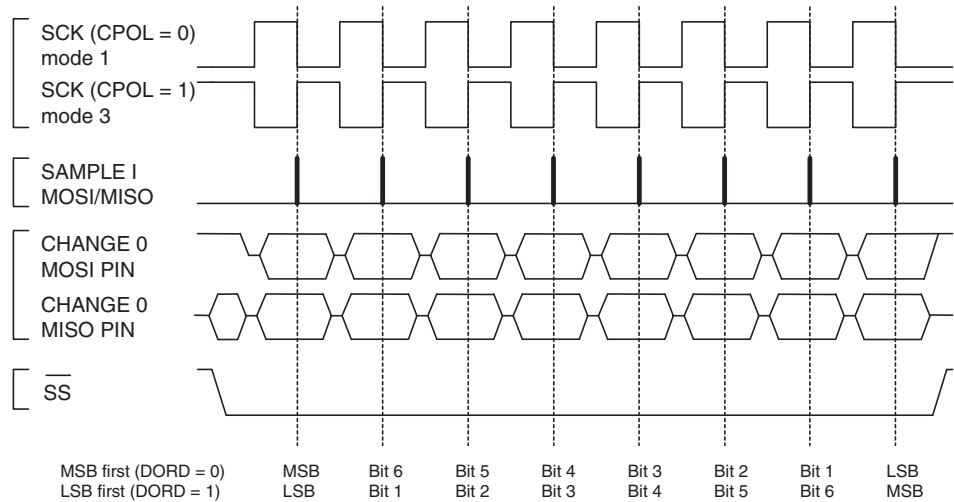 SCK (CPOL = 0)
mode 1
SCK (CPOL = 1)
mode 3
SAMPLE I
MOSI/MISO
CHANGE 0
MOSI PIN
CHANGE 0
MISO PIN
SS
MSB first (DORD = 0) MSB Bit 6 Bit 5 Bit 4 Bit 3 Bit 2 Bit 1 LSB
LSB first (DORD = 1) LSB Bit 1 Bit 2 Bit 3 Bit 4 Bit 5 Bit 6 MSB